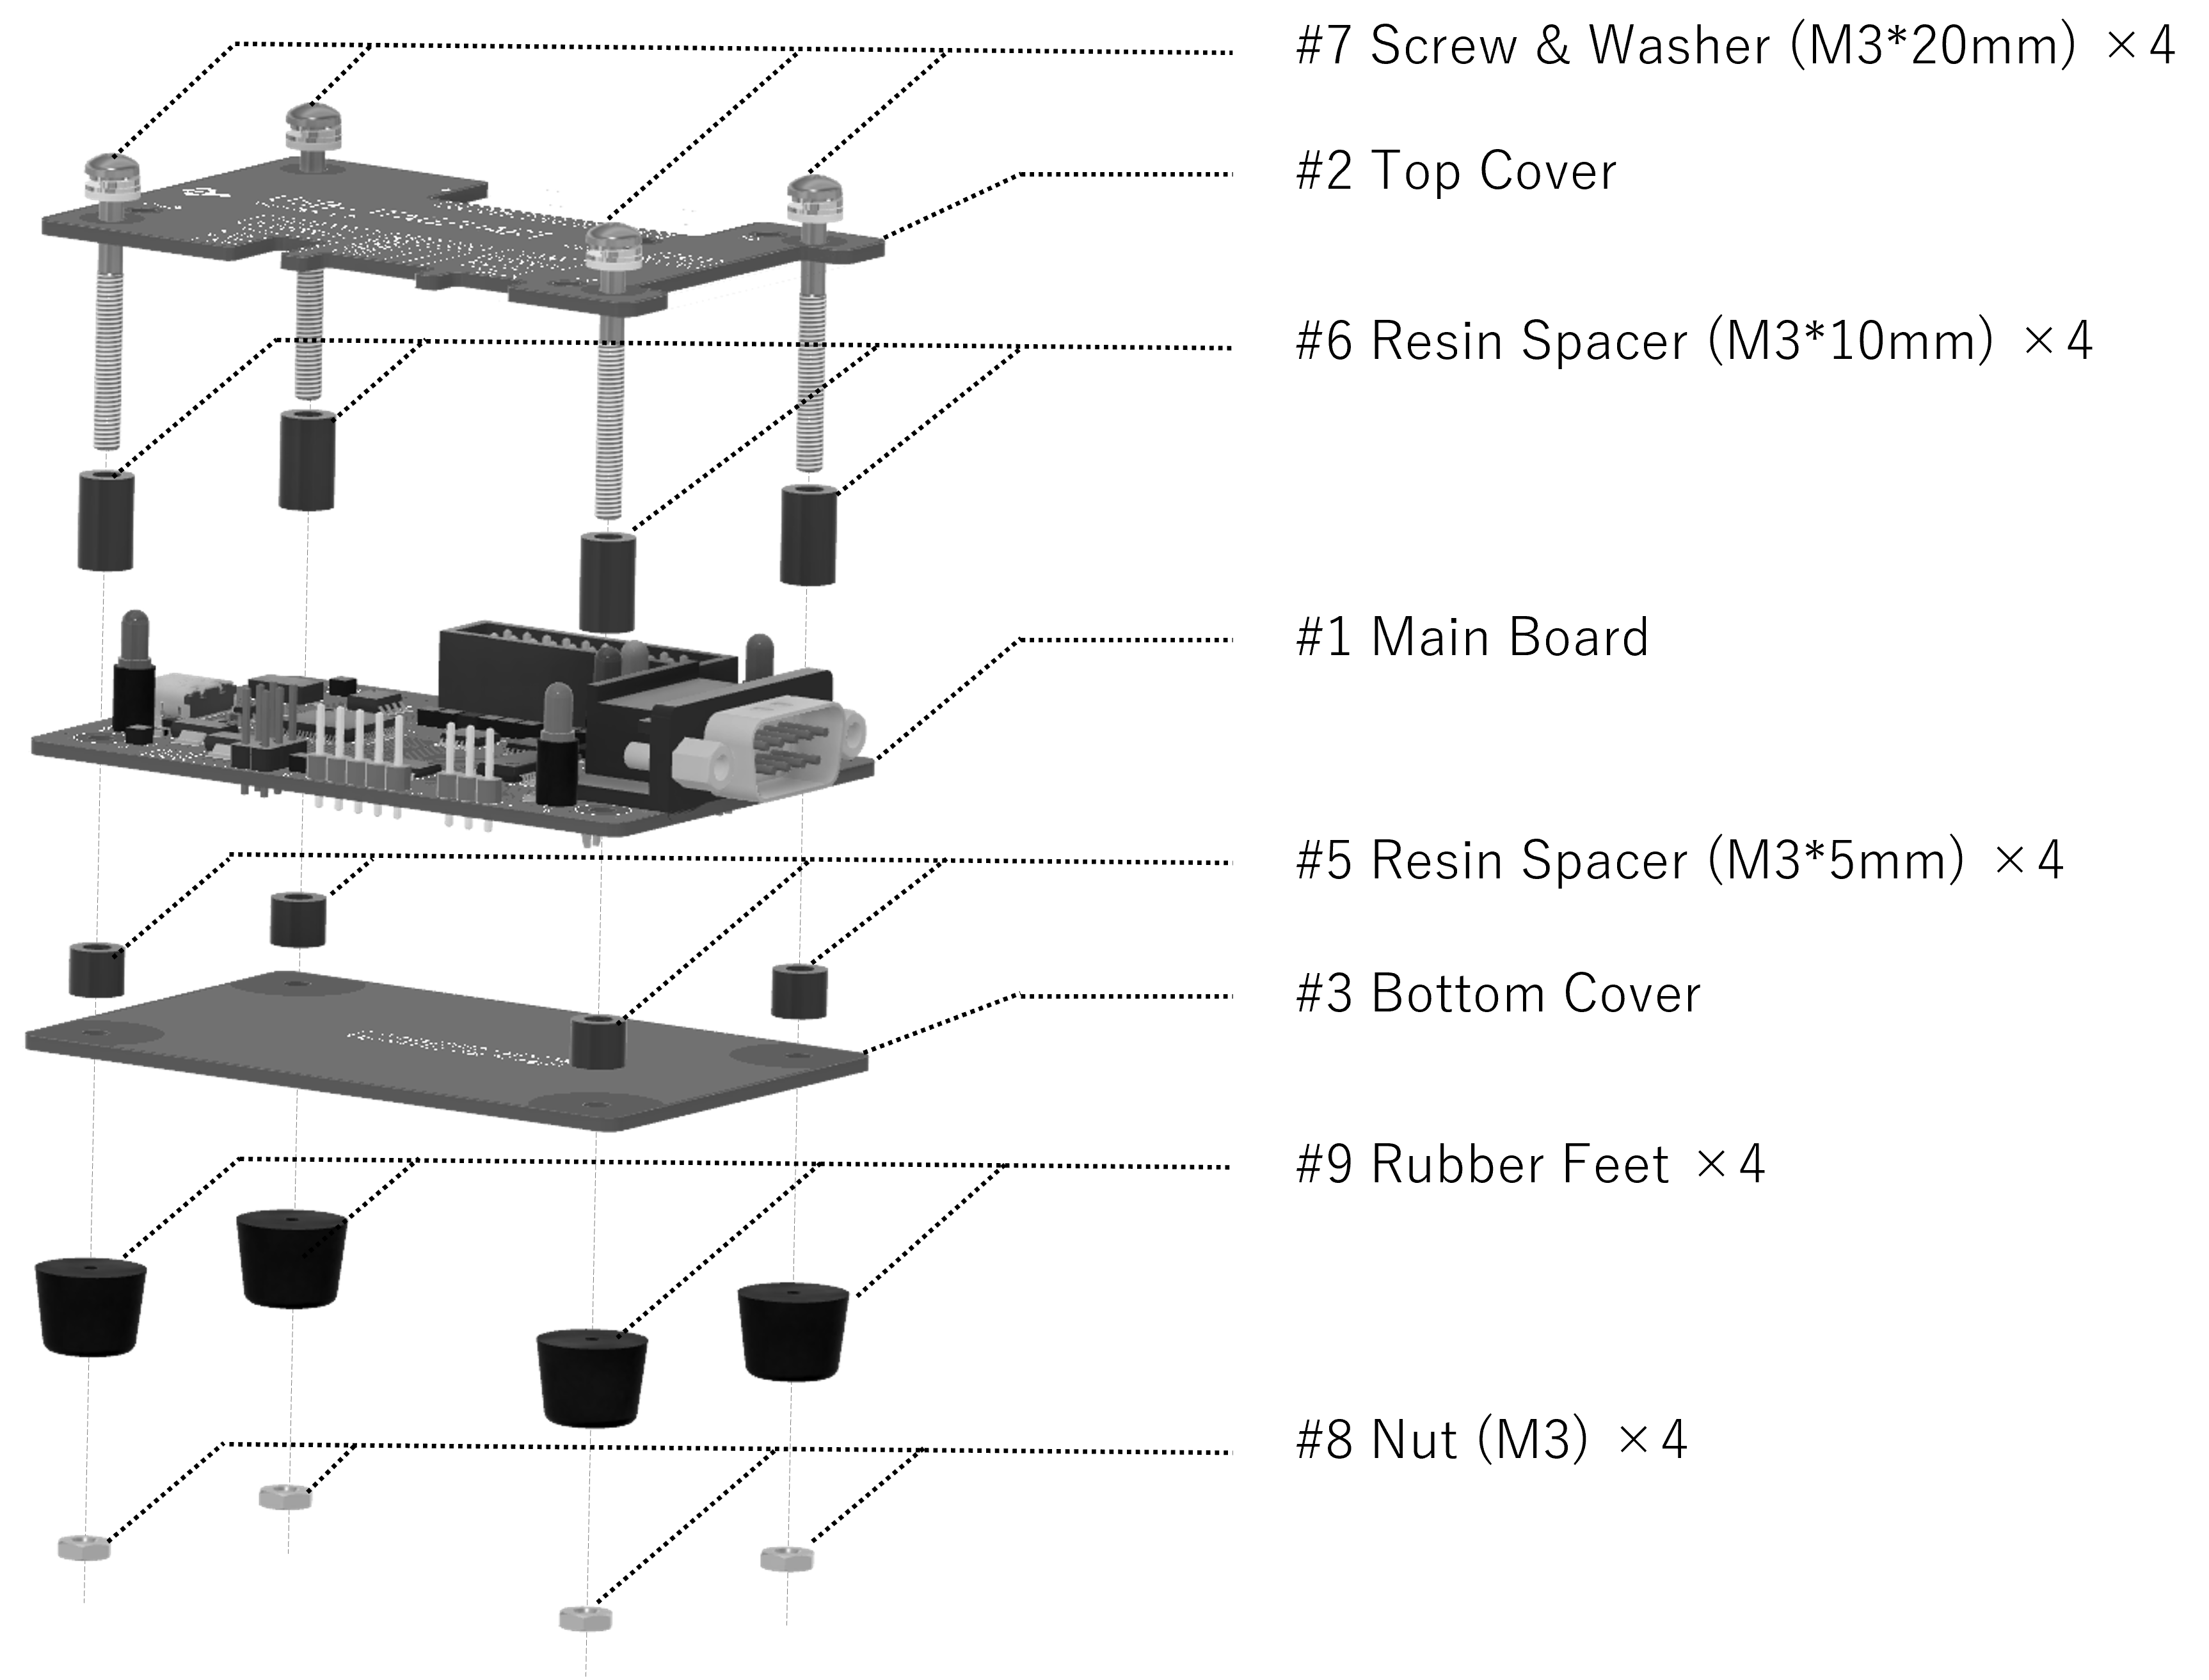 #7 Screw & Washer (M3*20mm) ×4
#2 Top Cover
#6 Resin Spacer (M3*10mm) ×4
#1 Main Board
#5 Resin Spacer (M3*5mm) ×4
#3 Bottom Cover
#9 Rubber Feet ×4
#8 Nut (M3) ×4